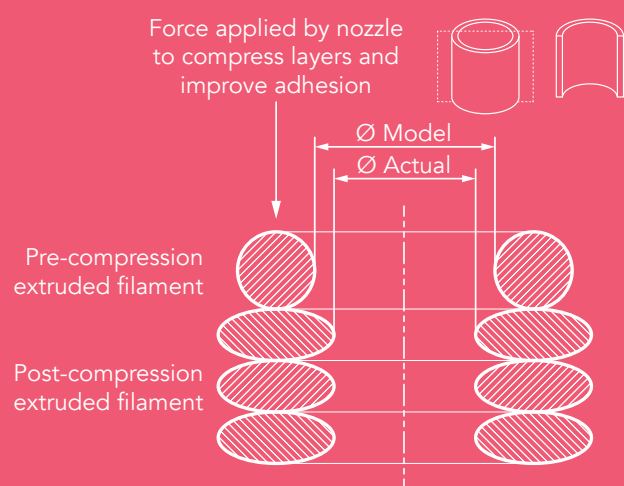 Force applied by nozzle
to compress layers and
improve adhesion
Ø Model
Ø Actual
Pre-compression
extruded filament
Post-compression
extruded filament